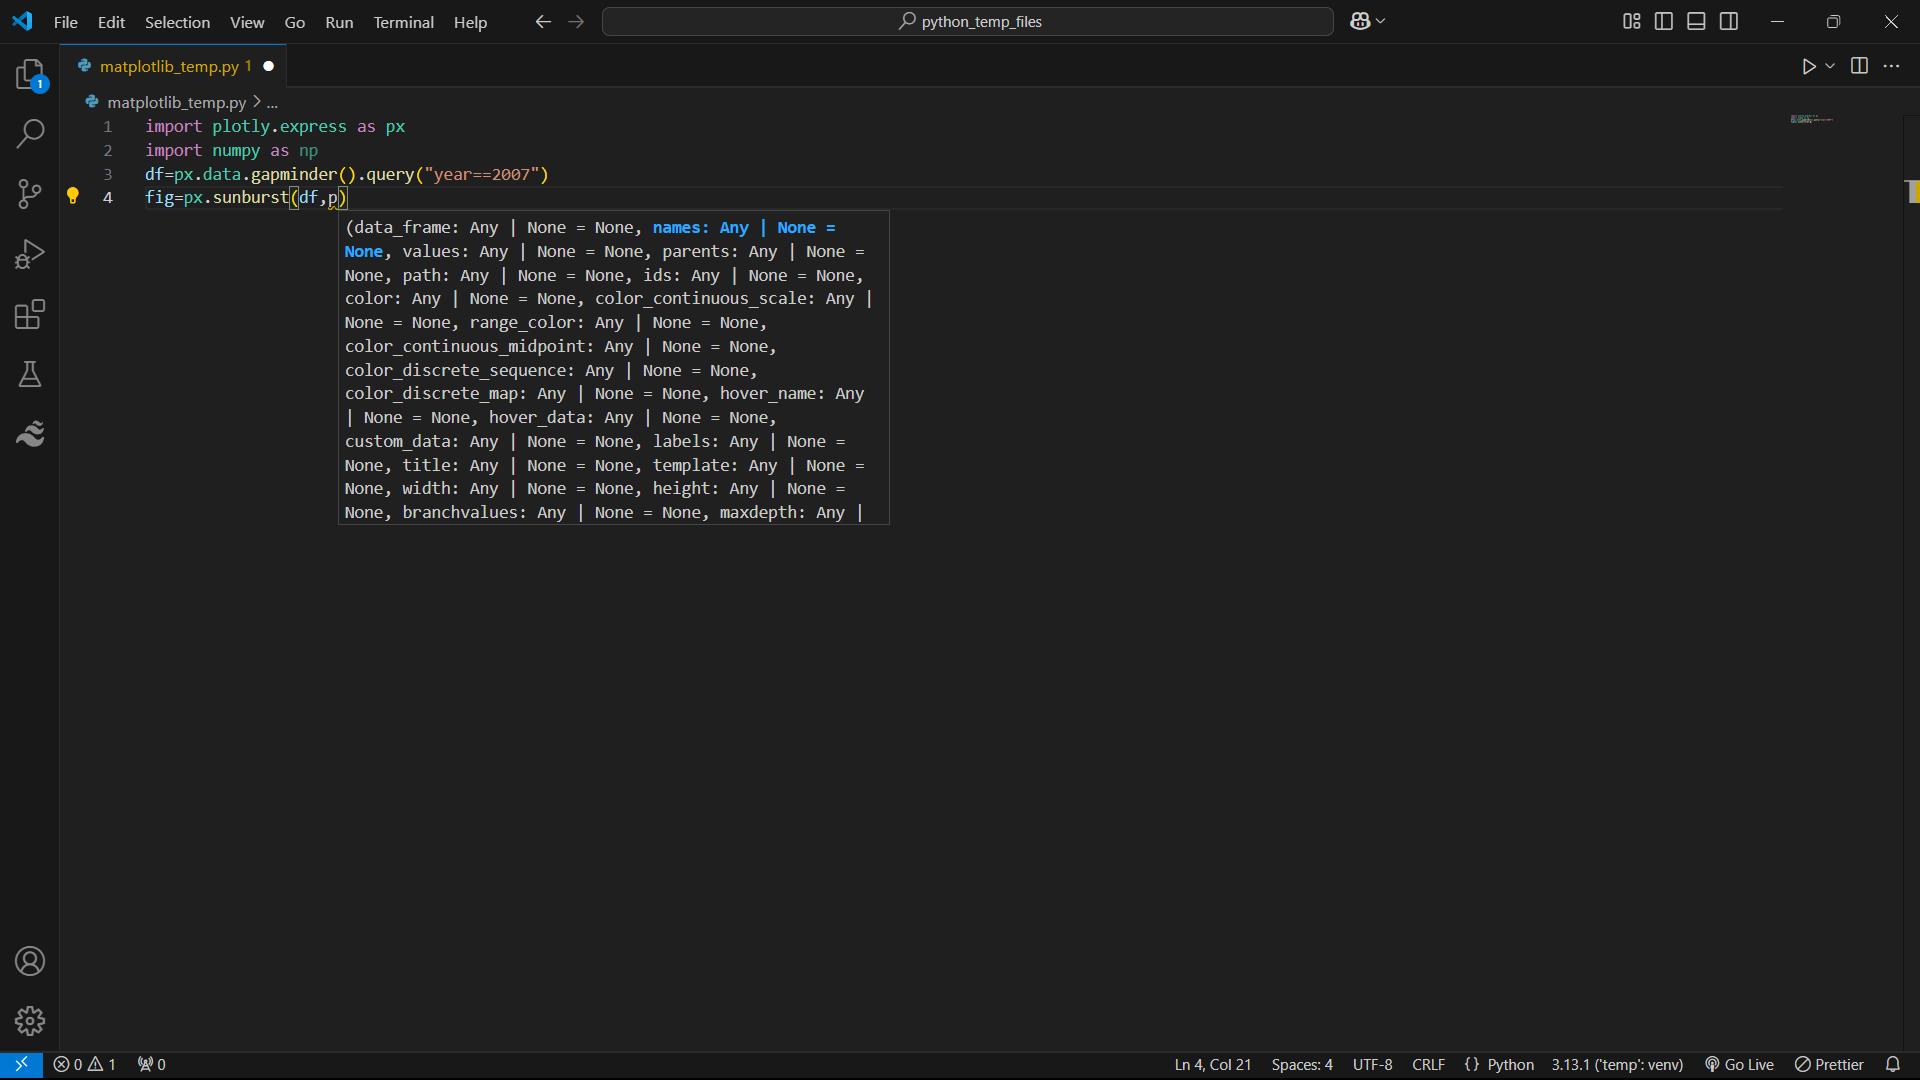 File Edit Selection View Go Run Terminal Help
python_temp_files
1
matplotlib_temp.py 1
matplotlib_temp.py > ...
1 import plotly.express as px
2 import numpy as np
3 df=px.data.gapminder().query("year==2007")
4 fig=px.sunburst(df,p)
(data_frame: Any | None = None, names: Any | None =
None, values: Any | None = None, parents: Any | None =
None, path: Any | None = None, ids: Any | None = None,
color: Any | None = None, color_continuous_scale: Any |
None = None, range_color: Any | None = None,
color_continuous_midpoint: Any | None = None,
color_discrete_sequence: Any | None = None,
color_discrete_map: Any | None = None, hover_name: Any
| None = None, hover_data: Any | None = None,
custom_data: Any | None = None, labels: Any | None =
None, title: Any | None = None, template: Any | None =
None, width: Any | None = None, height: Any | None =
None, branchvalues: Any | None = None, maxdepth: Any |
0 1 0 Ln 4, Col 21 Spaces: 4 UTF-8 CRLF {} Python 3.13.1 ('temp': venv) Go Live Prettier